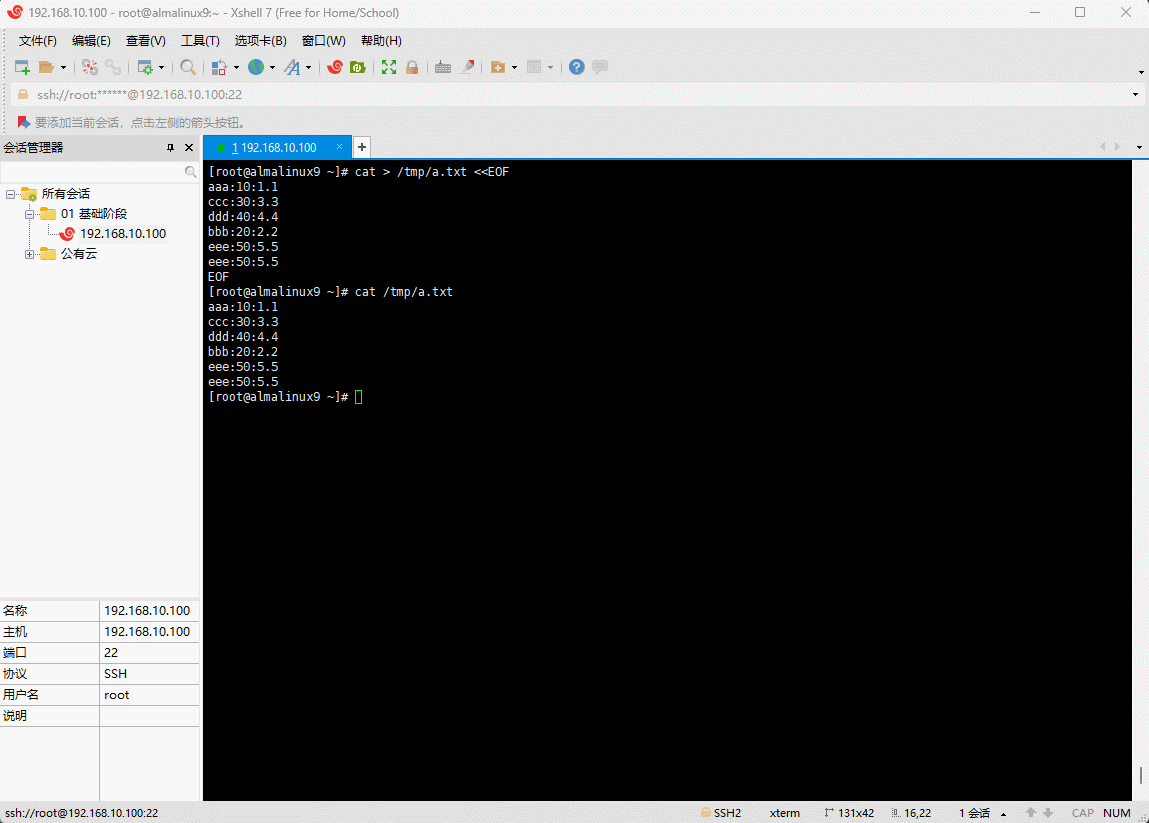 192.168.10.100 - root@almalinux9:~ - Xshell 7 (Free for Home/School)
文件(F) 编辑(E) 查看(V) 工具(T) 选项卡(B) 窗口(W) 帮助(H)
ssh://root:******@192.168.10.100:22
要添加当前会话，点击左侧的箭头按钮。
会话管理器
1 192.168.10.100
所有会话
01 基础阶段
192.168.10.100
公有云
[root@almalinux9 ~]# cat > /tmp/a.txt <<EOF
aaa:10:1.1
ccc:30:3.3
ddd:40:4.4
bbb:20:2.2
eee:50:5.5
eee:50:5.5
EOF
[root@almalinux9 ~]# cat /tmp/a.txt
aaa:10:1.1
ccc:30:3.3
ddd:40:4.4
bbb:20:2.2
eee:50:5.5
eee:50:5.5
[root@almalinux9 ~]#
名称 192.168.10.100
主机 192.168.10.100
端口 22
协议 SSH
用户名 root
说明
ssh://root@192.168.10.100:22 SSH2 xterm 131x42 16,22 1 会话 CAP NUM